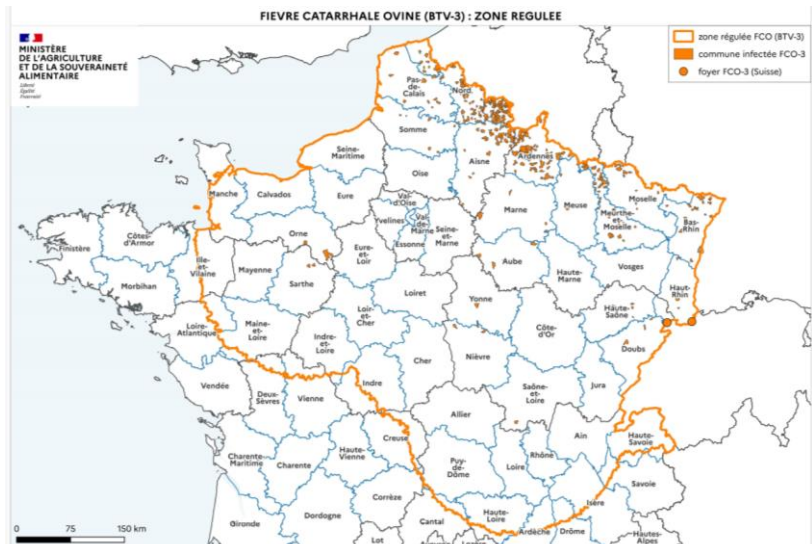 FIEVRE CATARRHALE OVINE (BTV-3) : ZONE REGULEE
MINISTÈRE
DE L'AGRICULTURE
ET DE LA SOUVERAINETÉ
ALIMENTAIRE
Liberté
Égalité
Fraternité
zone régulée FCO (BTV-3)
commune infectée FCO-3
foyer FCO-3 (Suisse)
Pas-
de-
Calais
Nord
Somme
Seine-
Maritime
Oise
Aisne
Ardennes
Manche
Calvados
Eure
Val-
d'Oise
Yvelines
Val-
de-
Marne
Essonne
Seine-
et-
Marne
Marne
Meuse
Meurthe-
et-
Moselle
Moselle
Bas-
Rhin
Finistère
Côtes-
d'Armor
Morbihan
Ille-
et-
Vilaine
Mayenne
Orne
Sarthe
Eure-
et-
Loir
Loiret
Aube
Haute-
Marne
Vosges
Haut-
Rhin
Loire-
Atlantique
Maine-
et-
Loire
Indre-
et-
Loire
Loir-
et-
Cher
Yonne
Côte-
d'Or
Haute-
Saône
Doubs
Vendée
Deux-
Sèvres
Vienne
Indre
Cher
Nièvre
Saône-
et-
Loire
Jura
Allier
Charente-
Maritime
Charente
Haute-
Vienne
Creuse
Puy-
de-
Dôme
Loire
Rhône
Ain
Haute-
Savoie
Savoie
Isère
Gironde
Dordogne
Corrèze
Cantal
Haute-
Loire
Ardèche
Drôme
Hautes-
Alpes
Lot
0 75 150 km